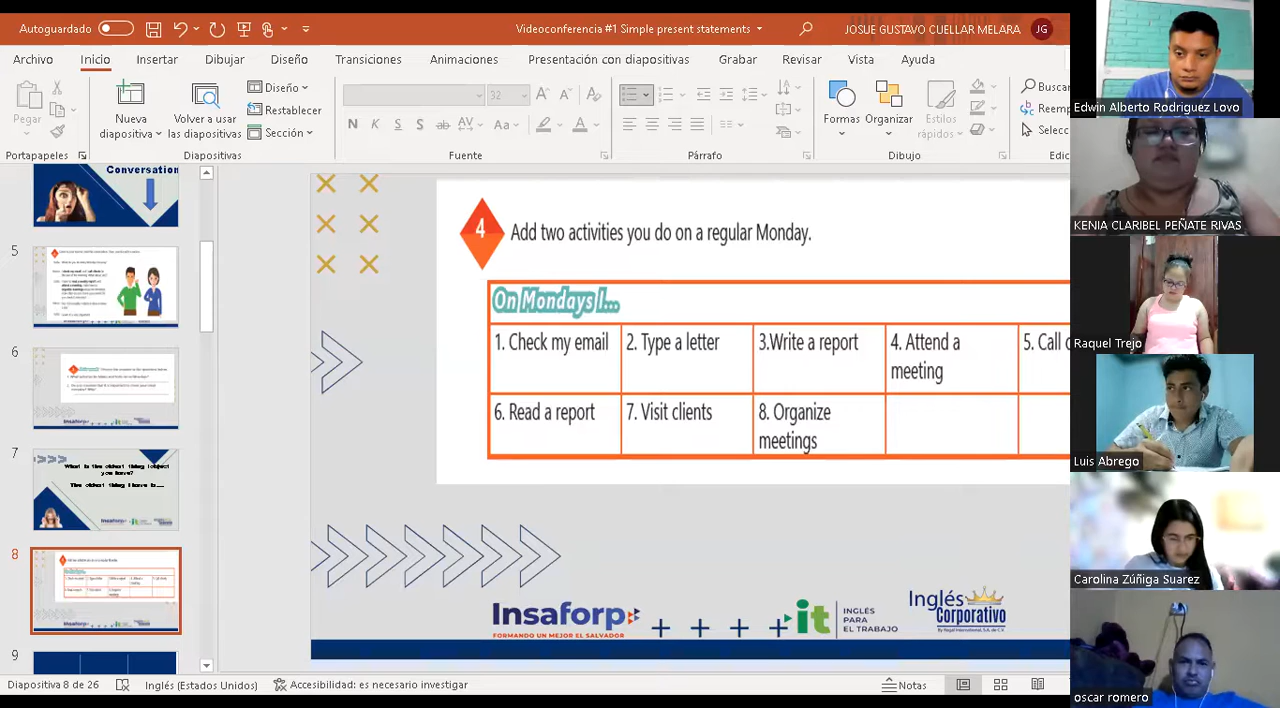 Autoguardado
Videoconferencia #1 Simple present statements
JOSUE GUSTAVO CUELLAR MELARA
JG
Archivo Inicio Insertar Dibujar Diseño Transiciones Animaciones Presentación con diapositivas Grabar Revisar Vista Ayuda
Pegar
Nueva diapositiva
Volver a usar las diapositivas
Diseño
Restablecer
Sección
32
Formas
Organizar
Estilos rápidos
Portapapeles
Diapositivas
Fuente
Párrafo
Dibujo
Conversation
5
6
7
What is the oldest thing (object) you have?
The oldest thing I have is....
8
9
4
Add two activities you do on a regular Monday.
On Mondays I...
1. Check my email
2. Type a letter
3.Write a report
4. Attend a meeting
5. Call
6. Read a report
7. Visit clients
8. Organize meetings
Insaforp
FORMANDO UN MEJOR EL SALVADOR
it
INGLÉS PARA EL TRABAJO
Inglés Corporativo
Diapositiva 8 de 26
Inglés (Estados Unidos)
Accesibilidad: es necesario investigar
Notas
Edwin Alberto Rodriguez Lovo
KENIA CLARIBEL PEÑATE RIVAS
Raquel Trejo
Luis Abrego
Carolina Zúñiga Suarez
oscar romero